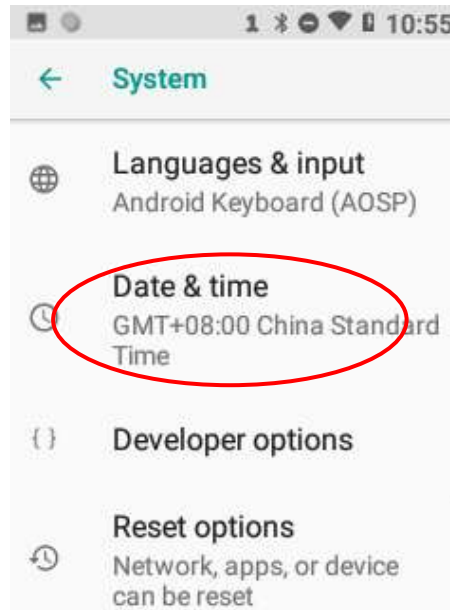 1 10:55
System
Languages & input
Android Keyboard (AOSP)
Date & time
GMT+08:00 China Standard
Time
{ } Developer options
Reset options
Network, apps, or device
can be reset